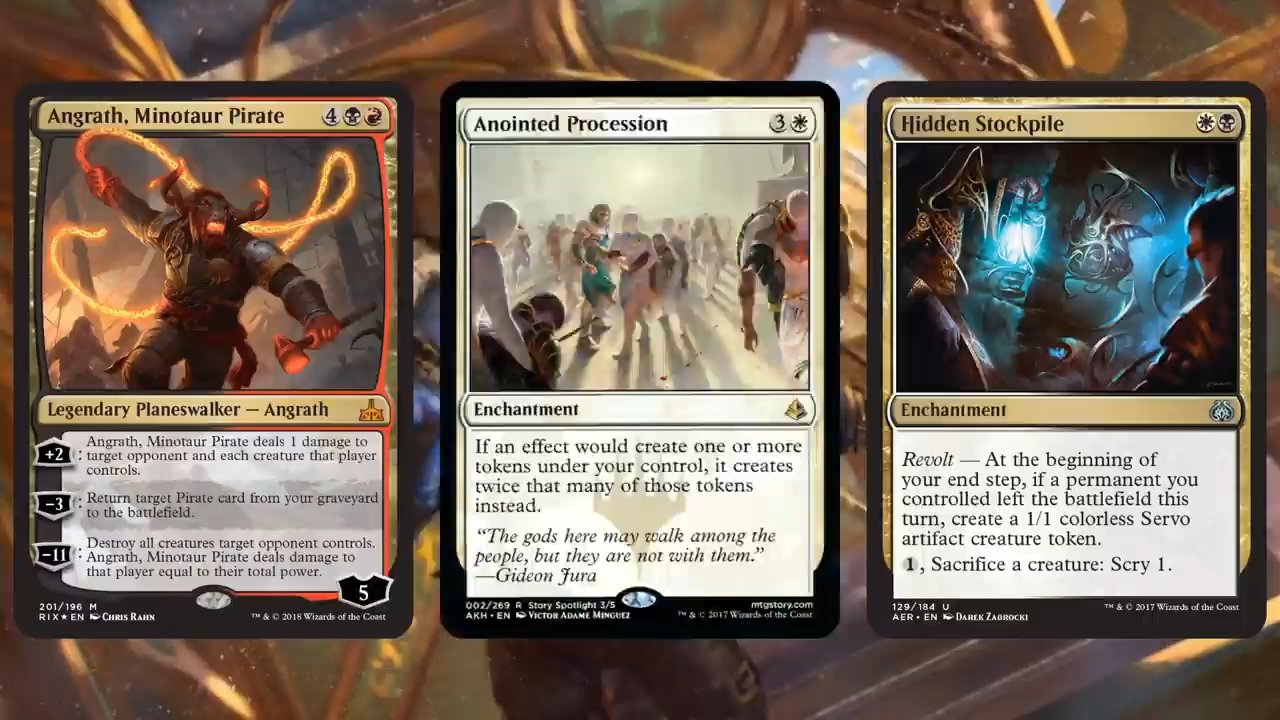 Angrath, Minotaur Pirate 4
Legendary Planeswalker — Angrath
+2 : Angrath, Minotaur Pirate deals 1 damage to
target opponent and each creature that player
controls.
−3 : Return target Pirate card from your graveyard
to the battlefield.
−11 : Destroy all creatures target opponent controls.
Angrath, Minotaur Pirate deals damage to
that player equal to their total power.
5
201/196 M
RIX ★ EN CHRIS RAHN
™ & © 2018 Wizards of the Coast
Anointed Procession 3
Enchantment
If an effect would create one or more
tokens under your control, it creates
twice that many of those tokens
instead.
“The gods here may walk among the
people, but they are not with them.”
—Gideon Jura
002/269 R Story Spotlight 3/5
mtgstory.com
AKH • EN VICTOR ADAME MINGUEZ
™ & © 2017 Wizards of the Coast
Hidden Stockpile
Enchantment
Revolt — At the beginning of
your end step, if a permanent you
controlled left the battlefield this
turn, create a 1/1 colorless Servo
artifact creature token.
1, Sacrifice a creature: Scry 1.
129/184 U
AER • EN DAREK ZABROCKI
™ & © 2017 Wizards of the Coast